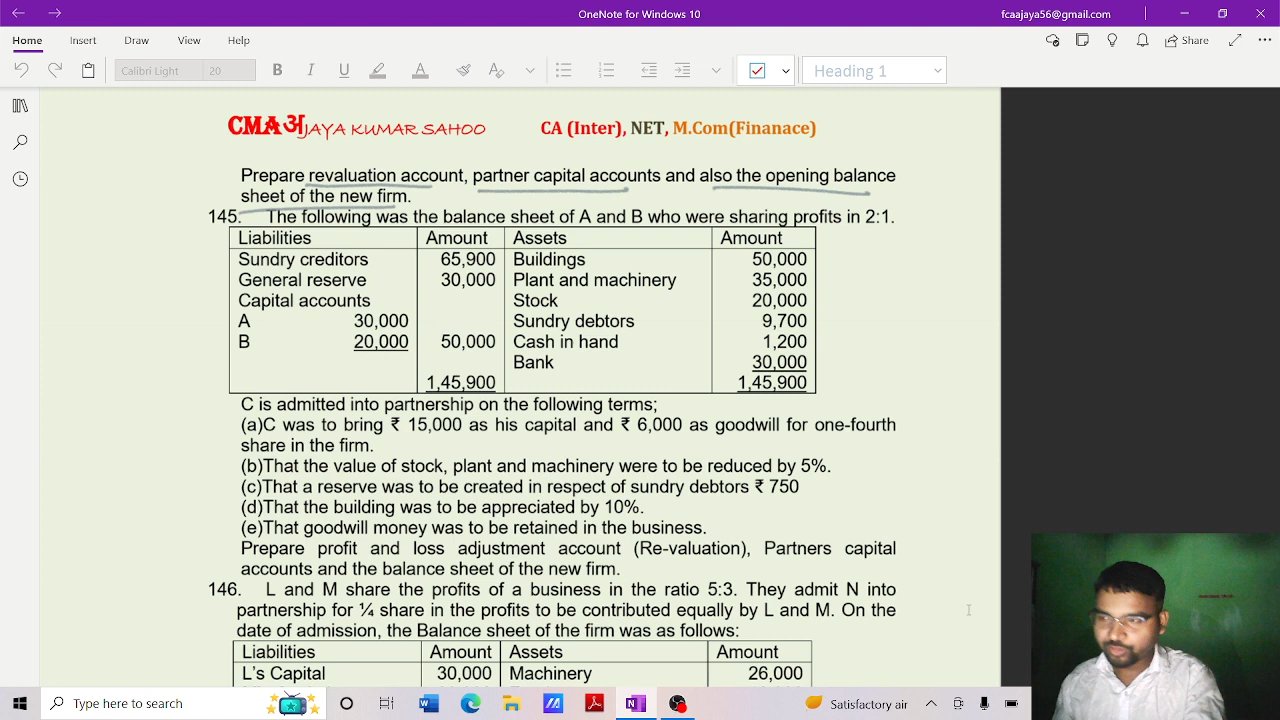 OneNote for Windows 10
fcaajaya56@gmail.com
Home Insert Draw View Help
Share
Calibri Light 20
Heading 1
CMA अJAYA KUMAR SAHOO CA (Inter), NET, M.Com(Finanace)
Prepare revaluation account, partner capital accounts and also the opening balance
sheet of the new firm.
145. The following was the balance sheet of A and B who were sharing profits in 2:1.
Liabilities Amount Assets Amount
Sundry creditors 65,900 Buildings 50,000
General reserve 30,000 Plant and machinery 35,000
Capital accounts Stock 20,000
A 30,000 Sundry debtors 9,700
B 20,000 50,000 Cash in hand 1,200
Bank 30,000
1,45,900 1,45,900
C is admitted into partnership on the following terms;
(a)C was to bring ₹ 15,000 as his capital and ₹ 6,000 as goodwill for one-fourth
share in the firm.
(b)That the value of stock, plant and machinery were to be reduced by 5%.
(c)That a reserve was to be created in respect of sundry debtors ₹ 750
(d)That the building was to be appreciated by 10%.
(e)That goodwill money was to be retained in the business.
Prepare profit and loss adjustment account (Re-valuation), Partners capital
accounts and the balance sheet of the new firm.
146. L and M share the profits of a business in the ratio 5:3. They admit N into
partnership for ¼ share in the profits to be contributed equally by L and M. On the
date of admission, the Balance sheet of the firm was as follows:
Liabilities Amount Assets Amount
L's Capital 30,000 Machinery 26,000
Type here to search
Satisfactory air